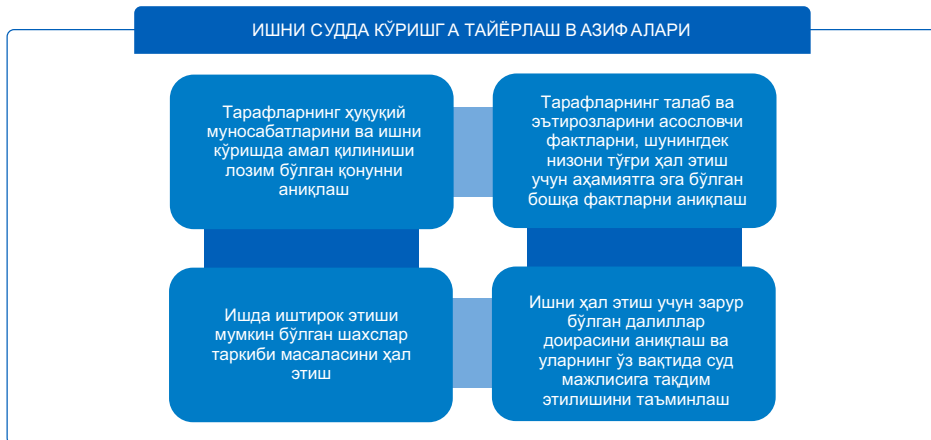 ИШНИ СУДДА КЎРИШГА ТАЙЁРЛАШ ВАЗИФАЛАРИ
Тарафларнинг ҳуқуқий
муносабатларини ва ишни
кўришда амал қилиниши
лозим бўлган қонунни
аниқлаш
Тарафларнинг талаб ва
эътирозларини асословчи
фактларни, шунингдек
низони тўғри ҳал этиш
учун аҳамиятга эга бўлган
бошқа фактларни аниқлаш
Ишда иштирок этиши
мумкин бўлган шахслар
таркиби масаласини ҳал
этиш
Ишни ҳал этиш учун зарур
бўлган далиллар
доирасини аниқлаш ва
уларнинг ўз вақтида суд
мажлисига тақдим
этилишини таъминлаш